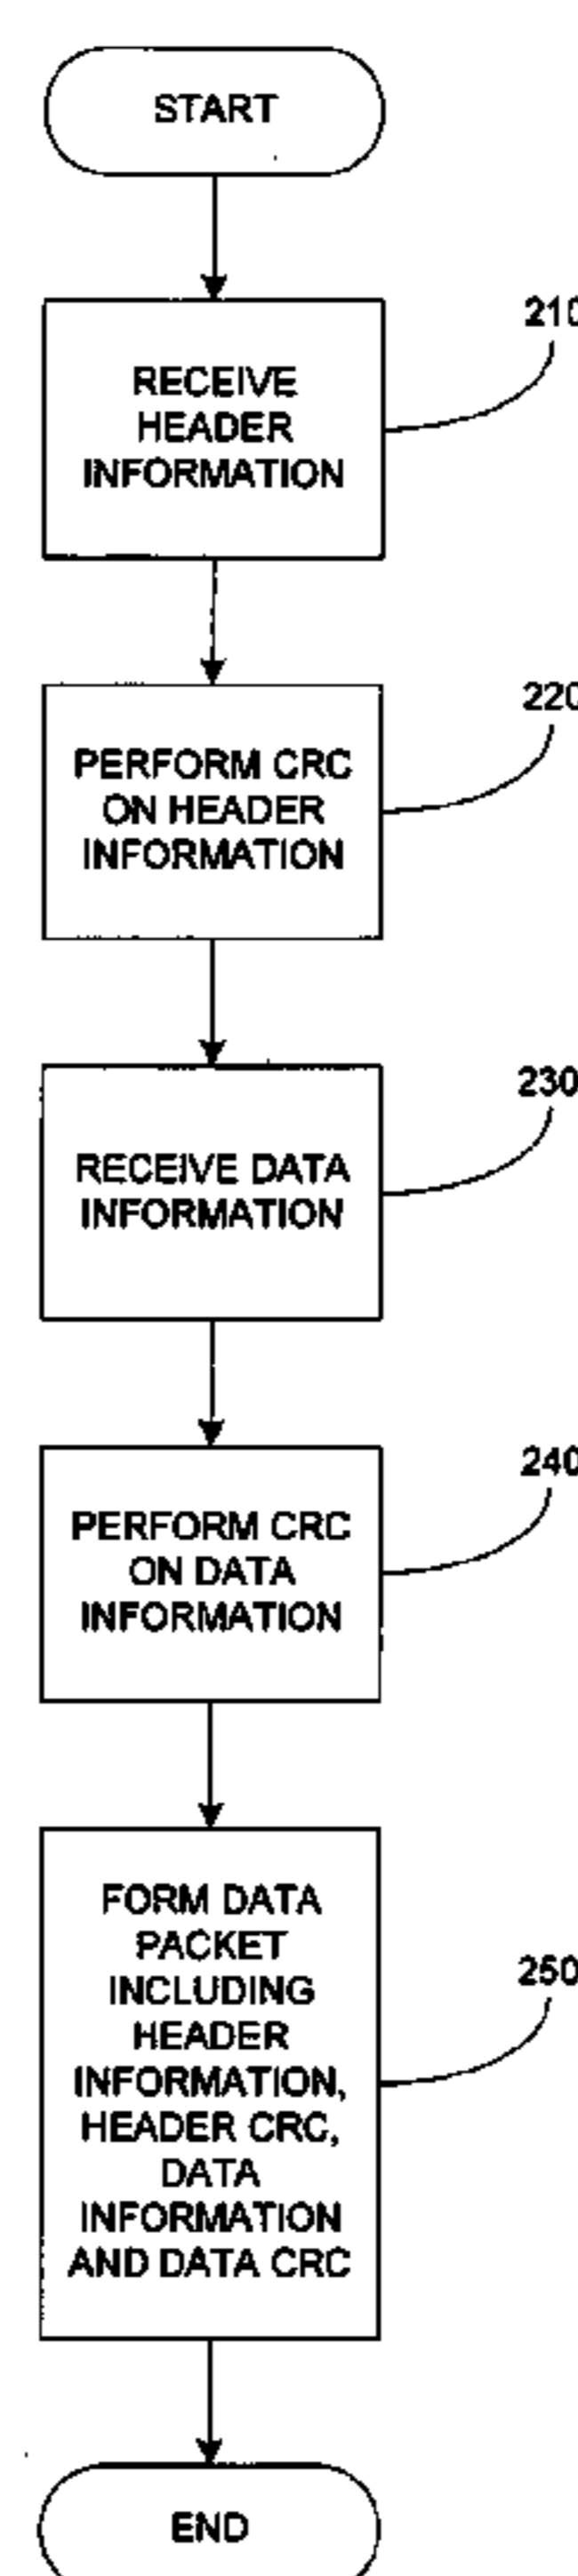 START
210
RECEIVE
HEADER
INFORMATION
220
PERFORM CRC
ON HEADER
INFORMATION
230
RECEIVE DATA
INFORMATION
240
PERFORM CRC
ON DATA
INFORMATION
250
FORM DATA
PACKET
INCLUDING
HEADER
INFORMATION,
HEADER CRC,
DATA
INFORMATION
AND DATA CRC
END